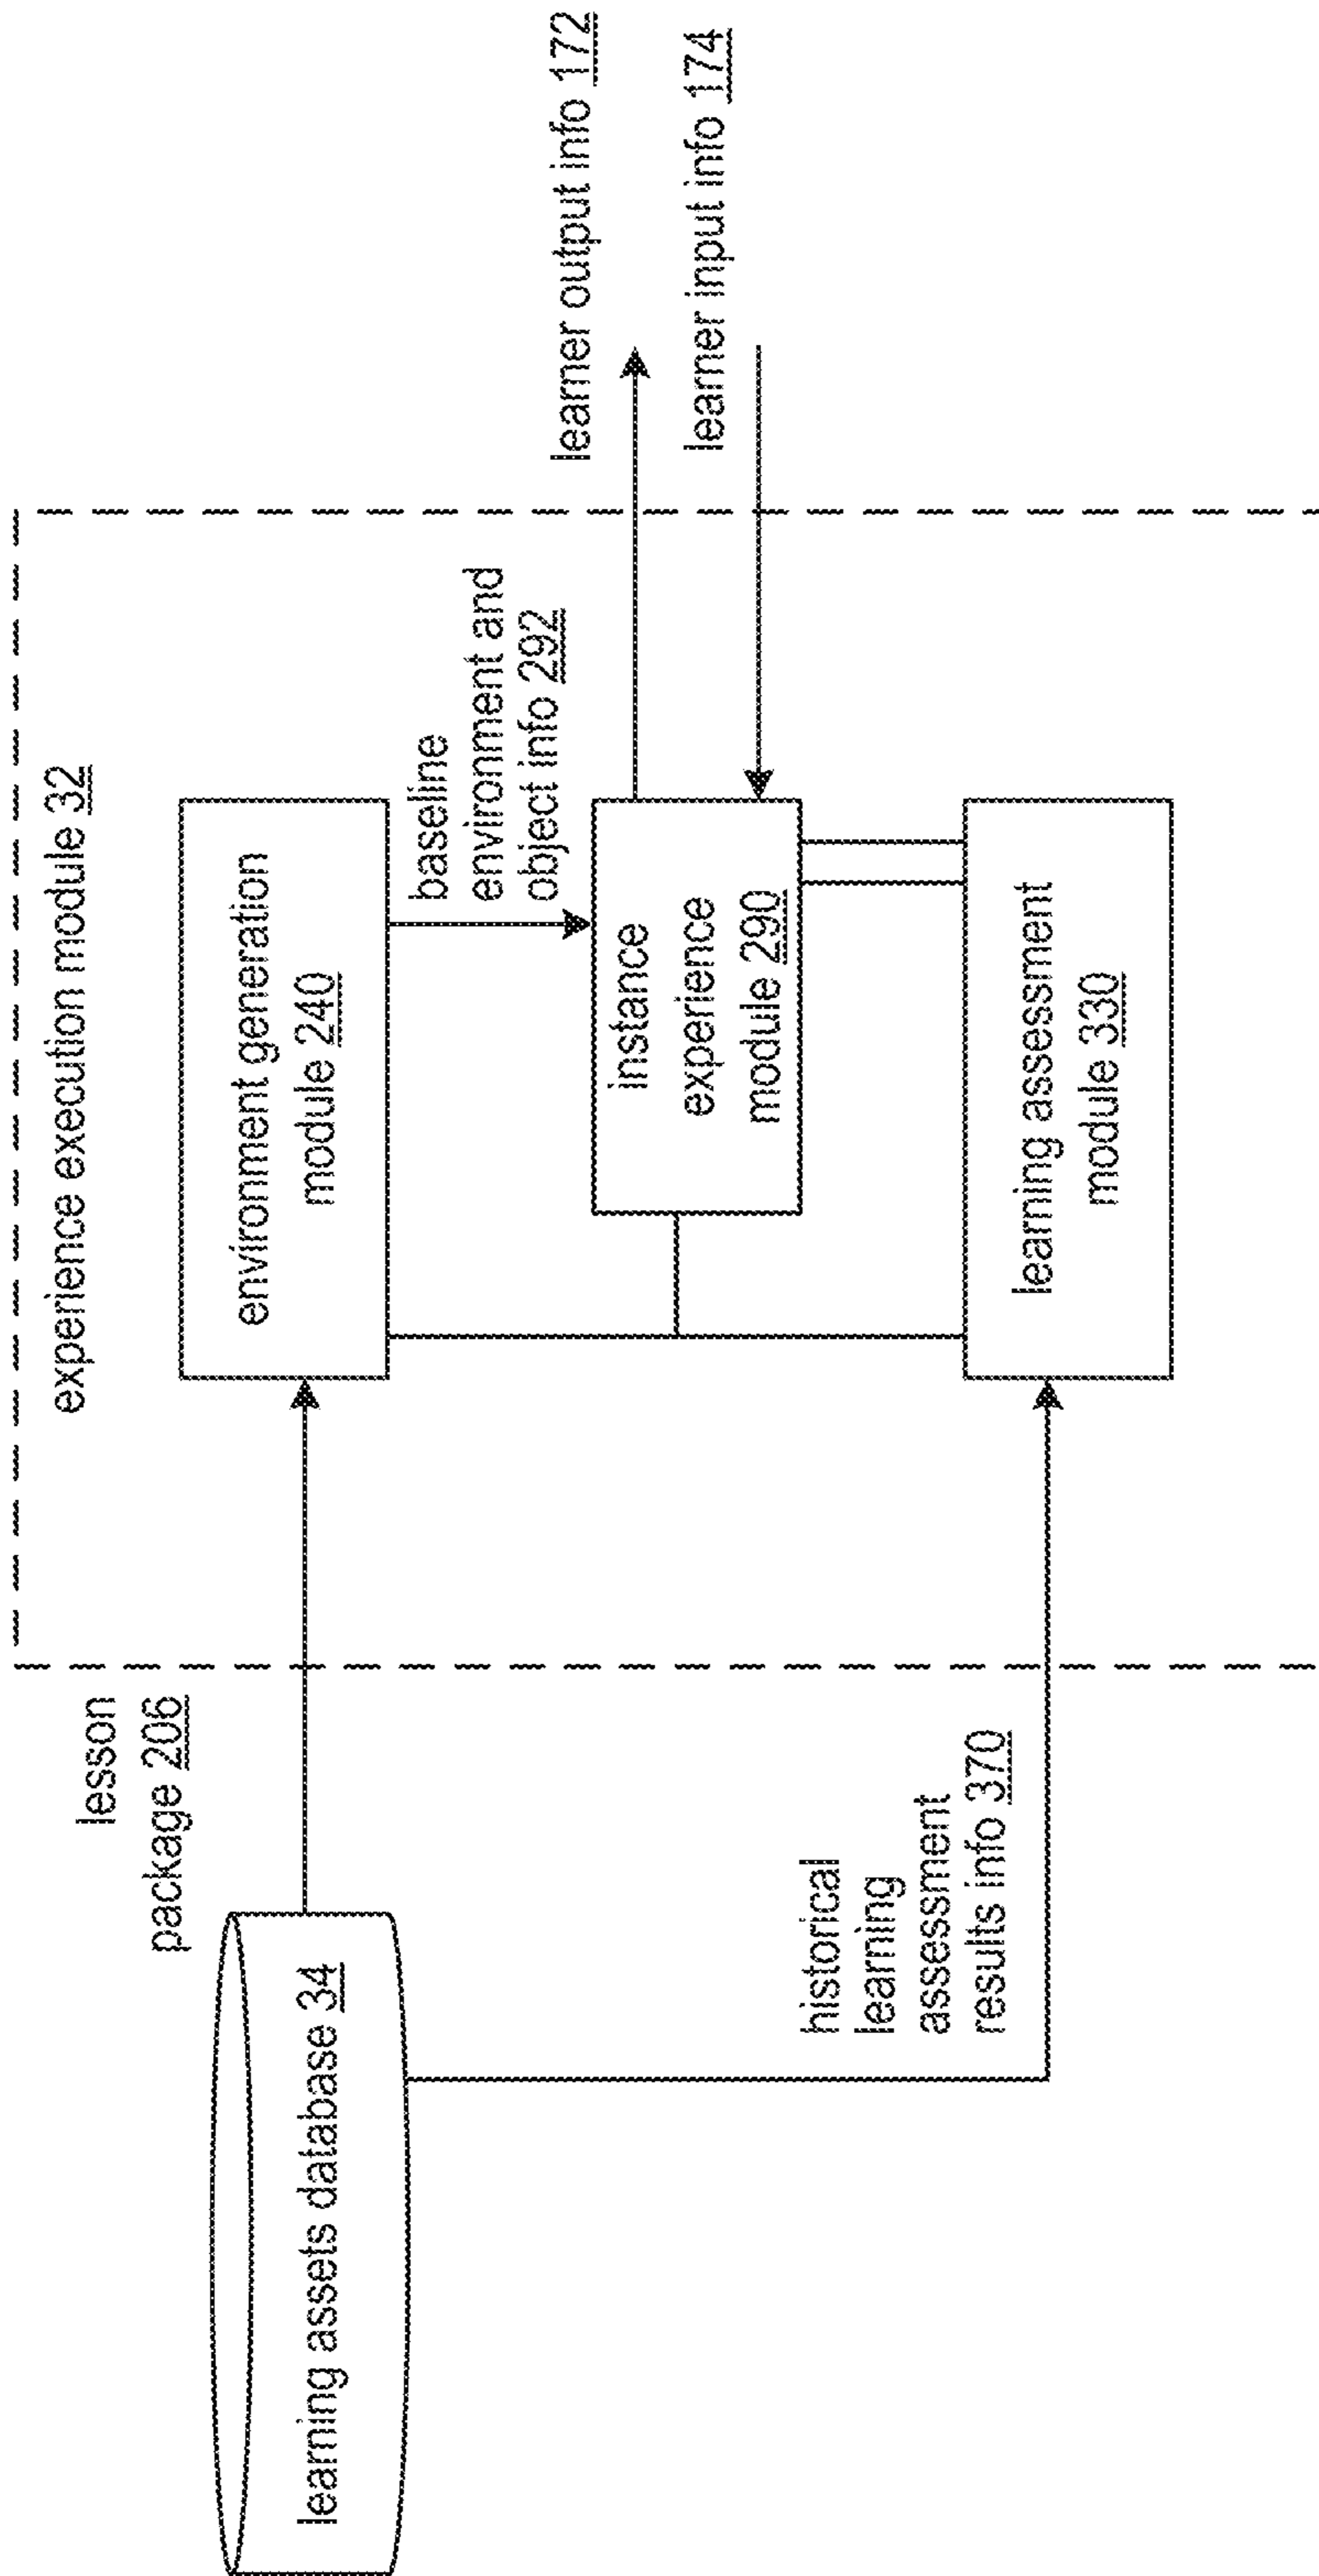 experience execution module 32
lesson
package 206
learning assets database 34
environment generation
module 240
baseline
environment and
object info 292
learner output info 172
learner input info 174
instance
experience
module 290
historical
learning
assessment
results info 370
learning assessment
module 330